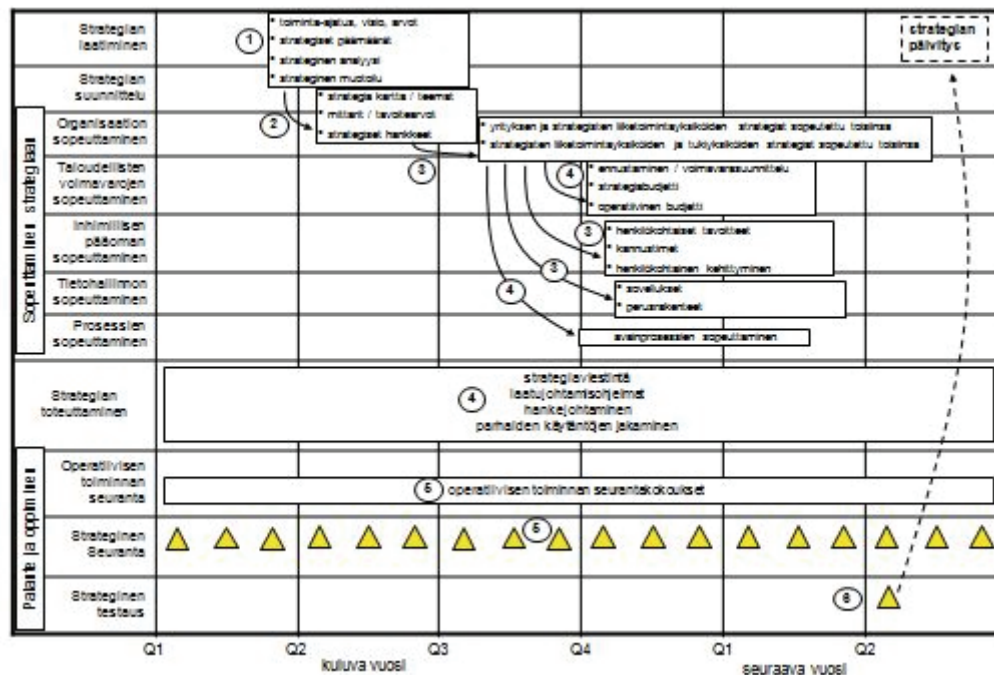 Strategian
laatiminen
1
* toiminta-ajatus, visio, arvot
* strategiset päämäärät
* strateginen analyysi
* strateginen muotoilu
strategian
päivitys
Strategian
suunnittelu
2
* strategia kartta / teemat
* mittarit / tavoitearvot
* strategiset hankkeet
Sopeuttaminen strategiaan
Organisaation
sopeuttaminen
* yrityksen ja strategisten liiketoimintayksiköiden strategiat sopeutettu toisiinsa
* strategisten liiketoimintayksiköiden ja tukiyksiköiden strategiat sopeutettu toisiinsa
3
Taloudellisten
voimavarojen
sopeuttaminen
4
* ennustaminen / voimavarasuunnittelu
* strategiabudjetti
* operatiivinen budjetti
Inhimillisen
pääoman
sopeuttaminen
3
* henkilökohtaiset tavoitteet
* kannustimet
* henkilökohtainen kehittyminen
Tietohallinnon
sopeuttaminen
4
3
* sovellukset
* perusrakenteet
Prosessien
sopeuttaminen
avainprosessien sopeuttaminen
Strategian
toteuttaminen
4
strategiaviestintä
laatujohtamisohjelmat
hankejohtaminen
parhaiden käytäntöjen jakaminen
Palaute ja oppiminen
Operatiivisen
toiminnan
seuranta
5
operatiivisen toiminnan seurantakokoukset
Strateginen
Seuranta
5
Strateginen
testaus
6
Q1 Q2 Q3 Q4 Q1 Q2
kuluva vuosi
seuraava vuosi